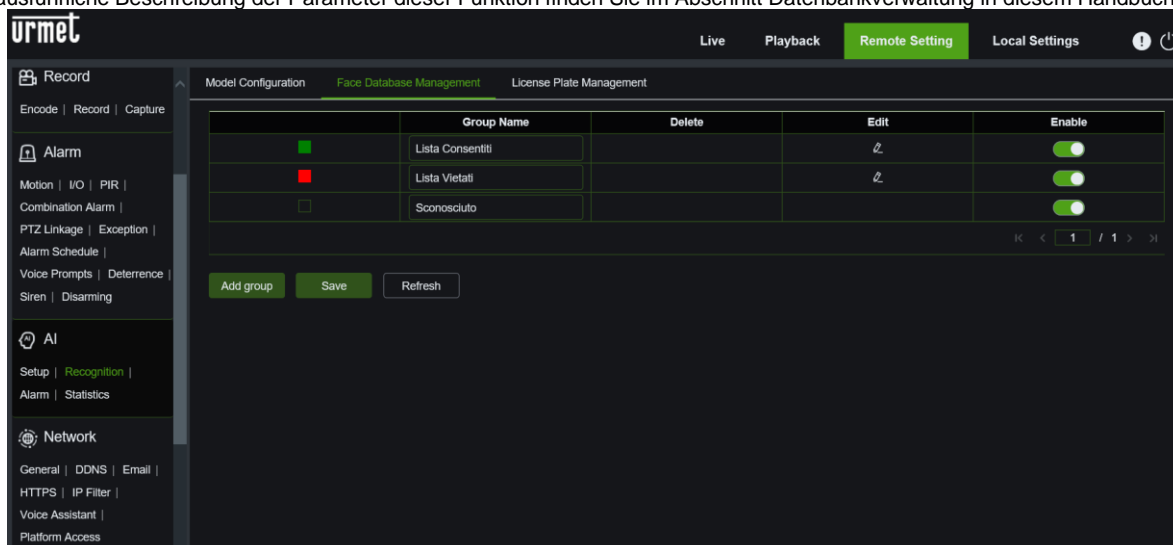 ausführliche Beschreibung der Parameter dieser Funktion finden Sie im Abschnitt Datenbankverwaltung in diesem Handbuch
urmet
Live Playback Remote Setting Local Settings
Record
Encode | Record | Capture
Alarm
Motion | I/O | PIR |
Combination Alarm |
PTZ Linkage | Exception |
Alarm Schedule |
Voice Prompts | Deterrence |
Siren | Disarming
AI
Setup | Recognition |
Alarm | Statistics
Network
General | DDNS | Email |
HTTPS | IP Filter |
Voice Assistant |
Platform Access
Model Configuration Face Database Management License Plate Management
Group Name Delete Edit Enable
Lista Consentiti
Lista Vietati
Sconosciuto
1 / 1
Add group Save Refresh